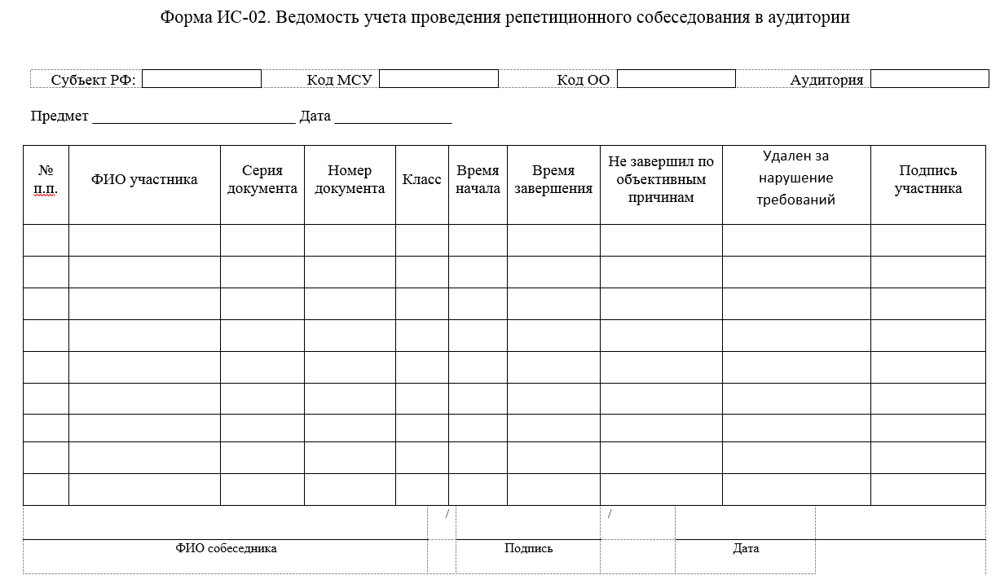 Форма ИС-02. Ведомость учета проведения репетиционного собеседования в аудитории
Субъект РФ: Код МСУ Код ОО Аудитория
Предмет ____________________________ Дата ________________
№
п.п.
ФИО участника
Серия
документа
Номер
документа
Класс
Время
начала
Время
завершения
Не завершил по
объективным
причинам
Удален за
нарушение
требований
Подпись
участника
/ /
ФИО собеседника Подпись Дата